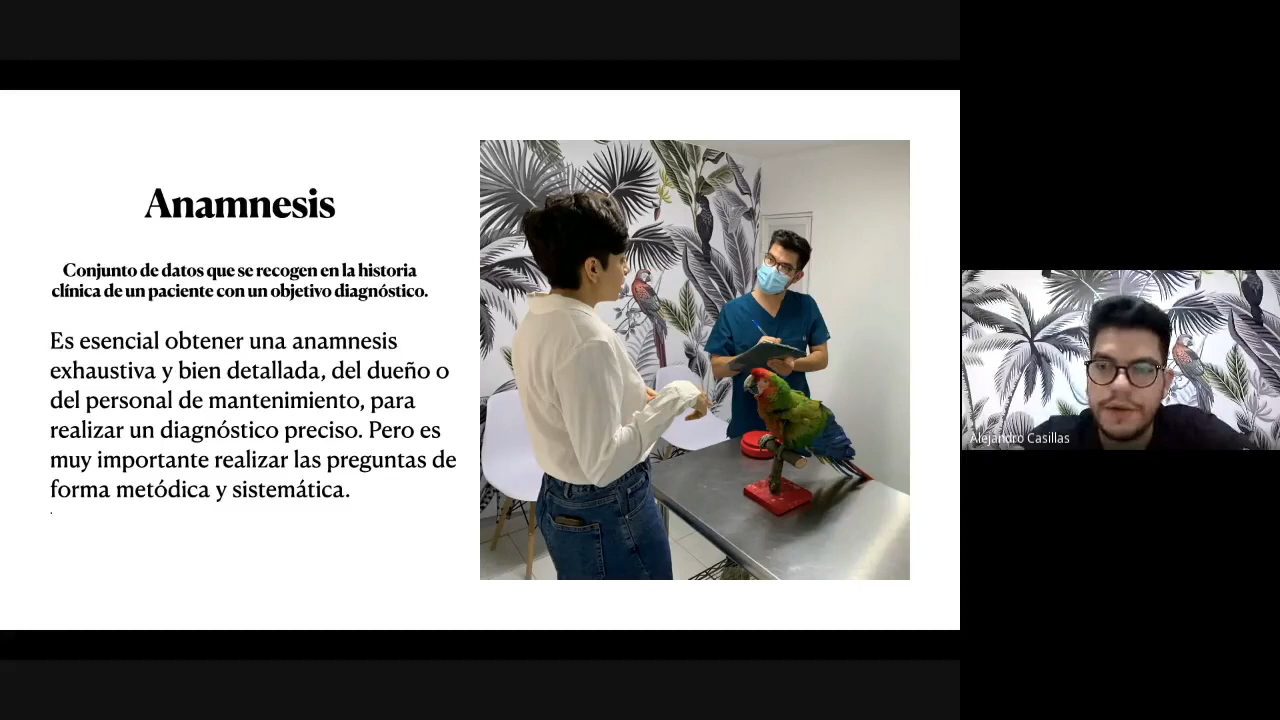 Anamnesis
Conjunto de datos que se recogen en la historia
clínica de un paciente con un objetivo diagnóstico.
Es esencial obtener una anamnesis
exhaustiva y bien detallada, del dueño o
del personal de mantenimiento, para
realizar un diagnóstico preciso. Pero es
muy importante realizar las preguntas de
forma metódica y sistemática.
.
Alejandro Casillas